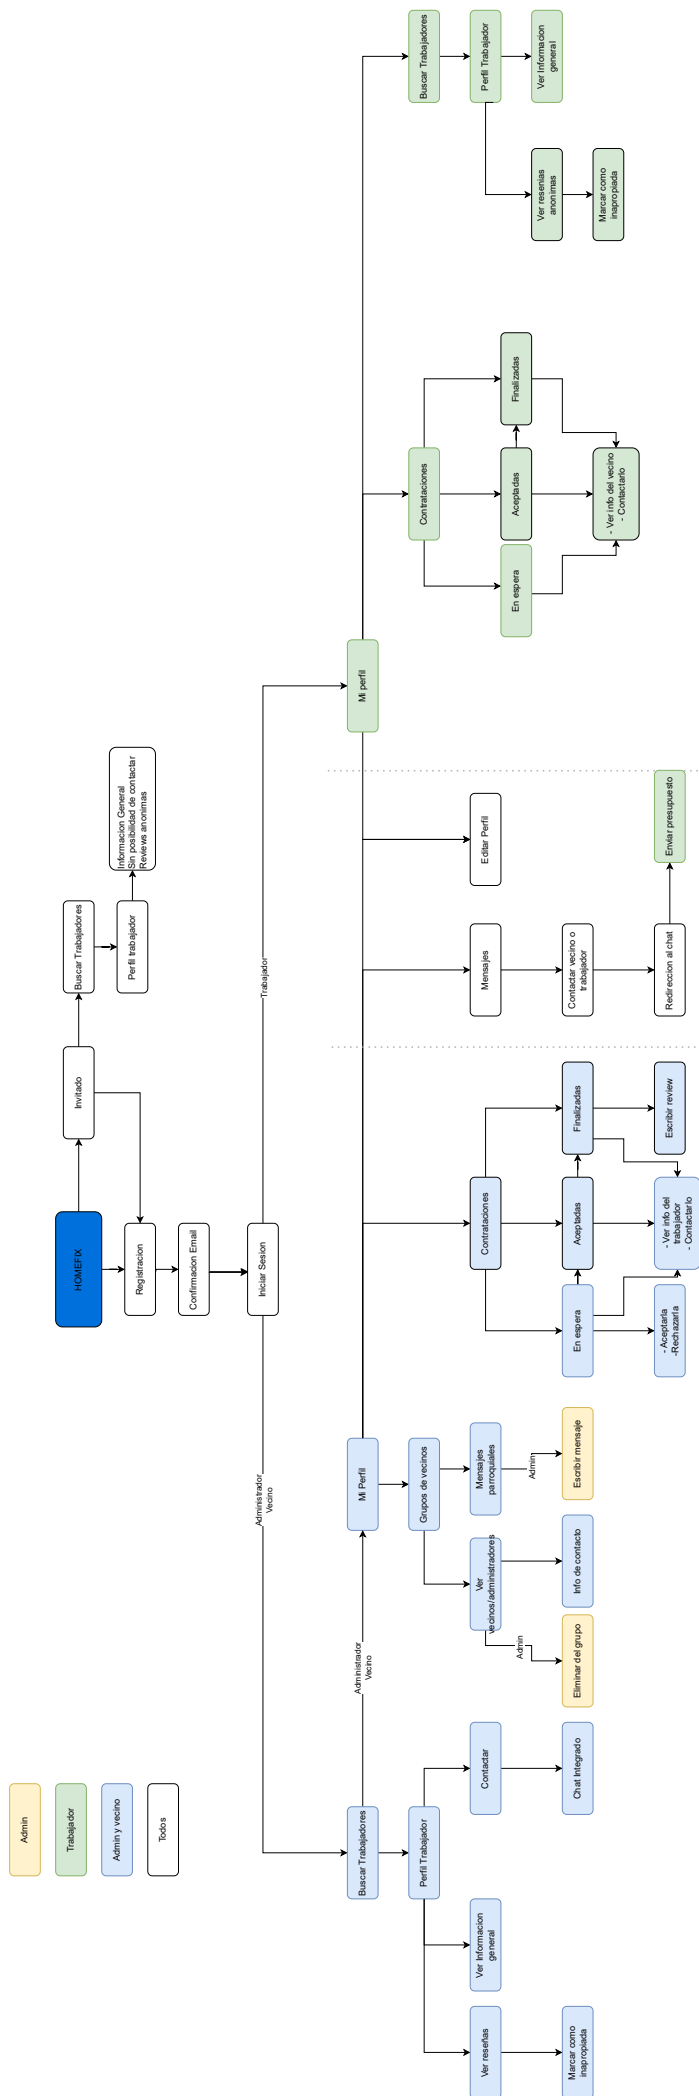 Admin
Trabajador
Admin y vecino
Todos
HOMEFIX
Invitado
Buscar Trabajadores
Perfil trabajador
Informacion General
Sin posibilidad de contactar
Reviews anonimas
Registracion
Confirmacion Email
Iniciar Sesion
Administrador
Vecino
Trabajador
Buscar Trabajadores
Administrador
Vecino
Mi Perfil
Mi perfil
Perfil Trabajador
Ver reseñas
Marcar como
inapropiada
Ver Informacion
general
Contactar
Chat Integrado
Grupos de vecinos
Ver
vecinos/administradores
Admin
Eliminar del grupo
Info de contacto
Mensajes
parroquiales
Admin
Escribir mensaje
Contrataciones
En espera
Aceptadas
Finalizadas
- Aceptarla
-Rechazarla
- Ver info del
trabajador
- Contactarlo
Escribir review
Mensajes
Contactar vecino o
trabajador
Redireccion al chat
Enviar presupuesto
Editar Perfil
Contrataciones
En espera
Aceptadas
Finalizadas
- Ver info del vecino
- Contactarlo
Buscar Trabajadores
Perfil Trabajador
Ver resenias
anonimas
Marcar como
inapropiada
Ver Informacion
general